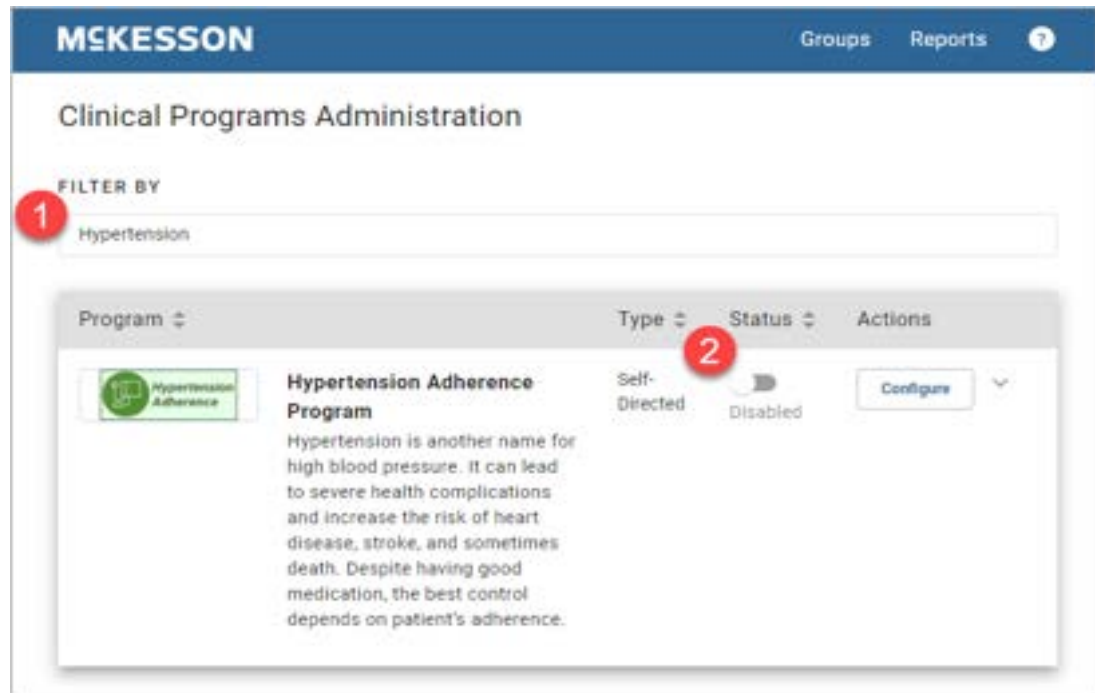 MCKESSON
Groups Reports ?
Clinical Programs Administration
FILTER BY
1
Hypertension
Program Type Status Actions
2
Hypertension
Adherence
Hypertension Adherence
Program
Self-
Directed
Disabled
Configure
Hypertension is another name for
high blood pressure. It can lead
to severe health complications
and increase the risk of heart
disease, stroke, and sometimes
death. Despite having good
medication, the best control
depends on patient's adherence.